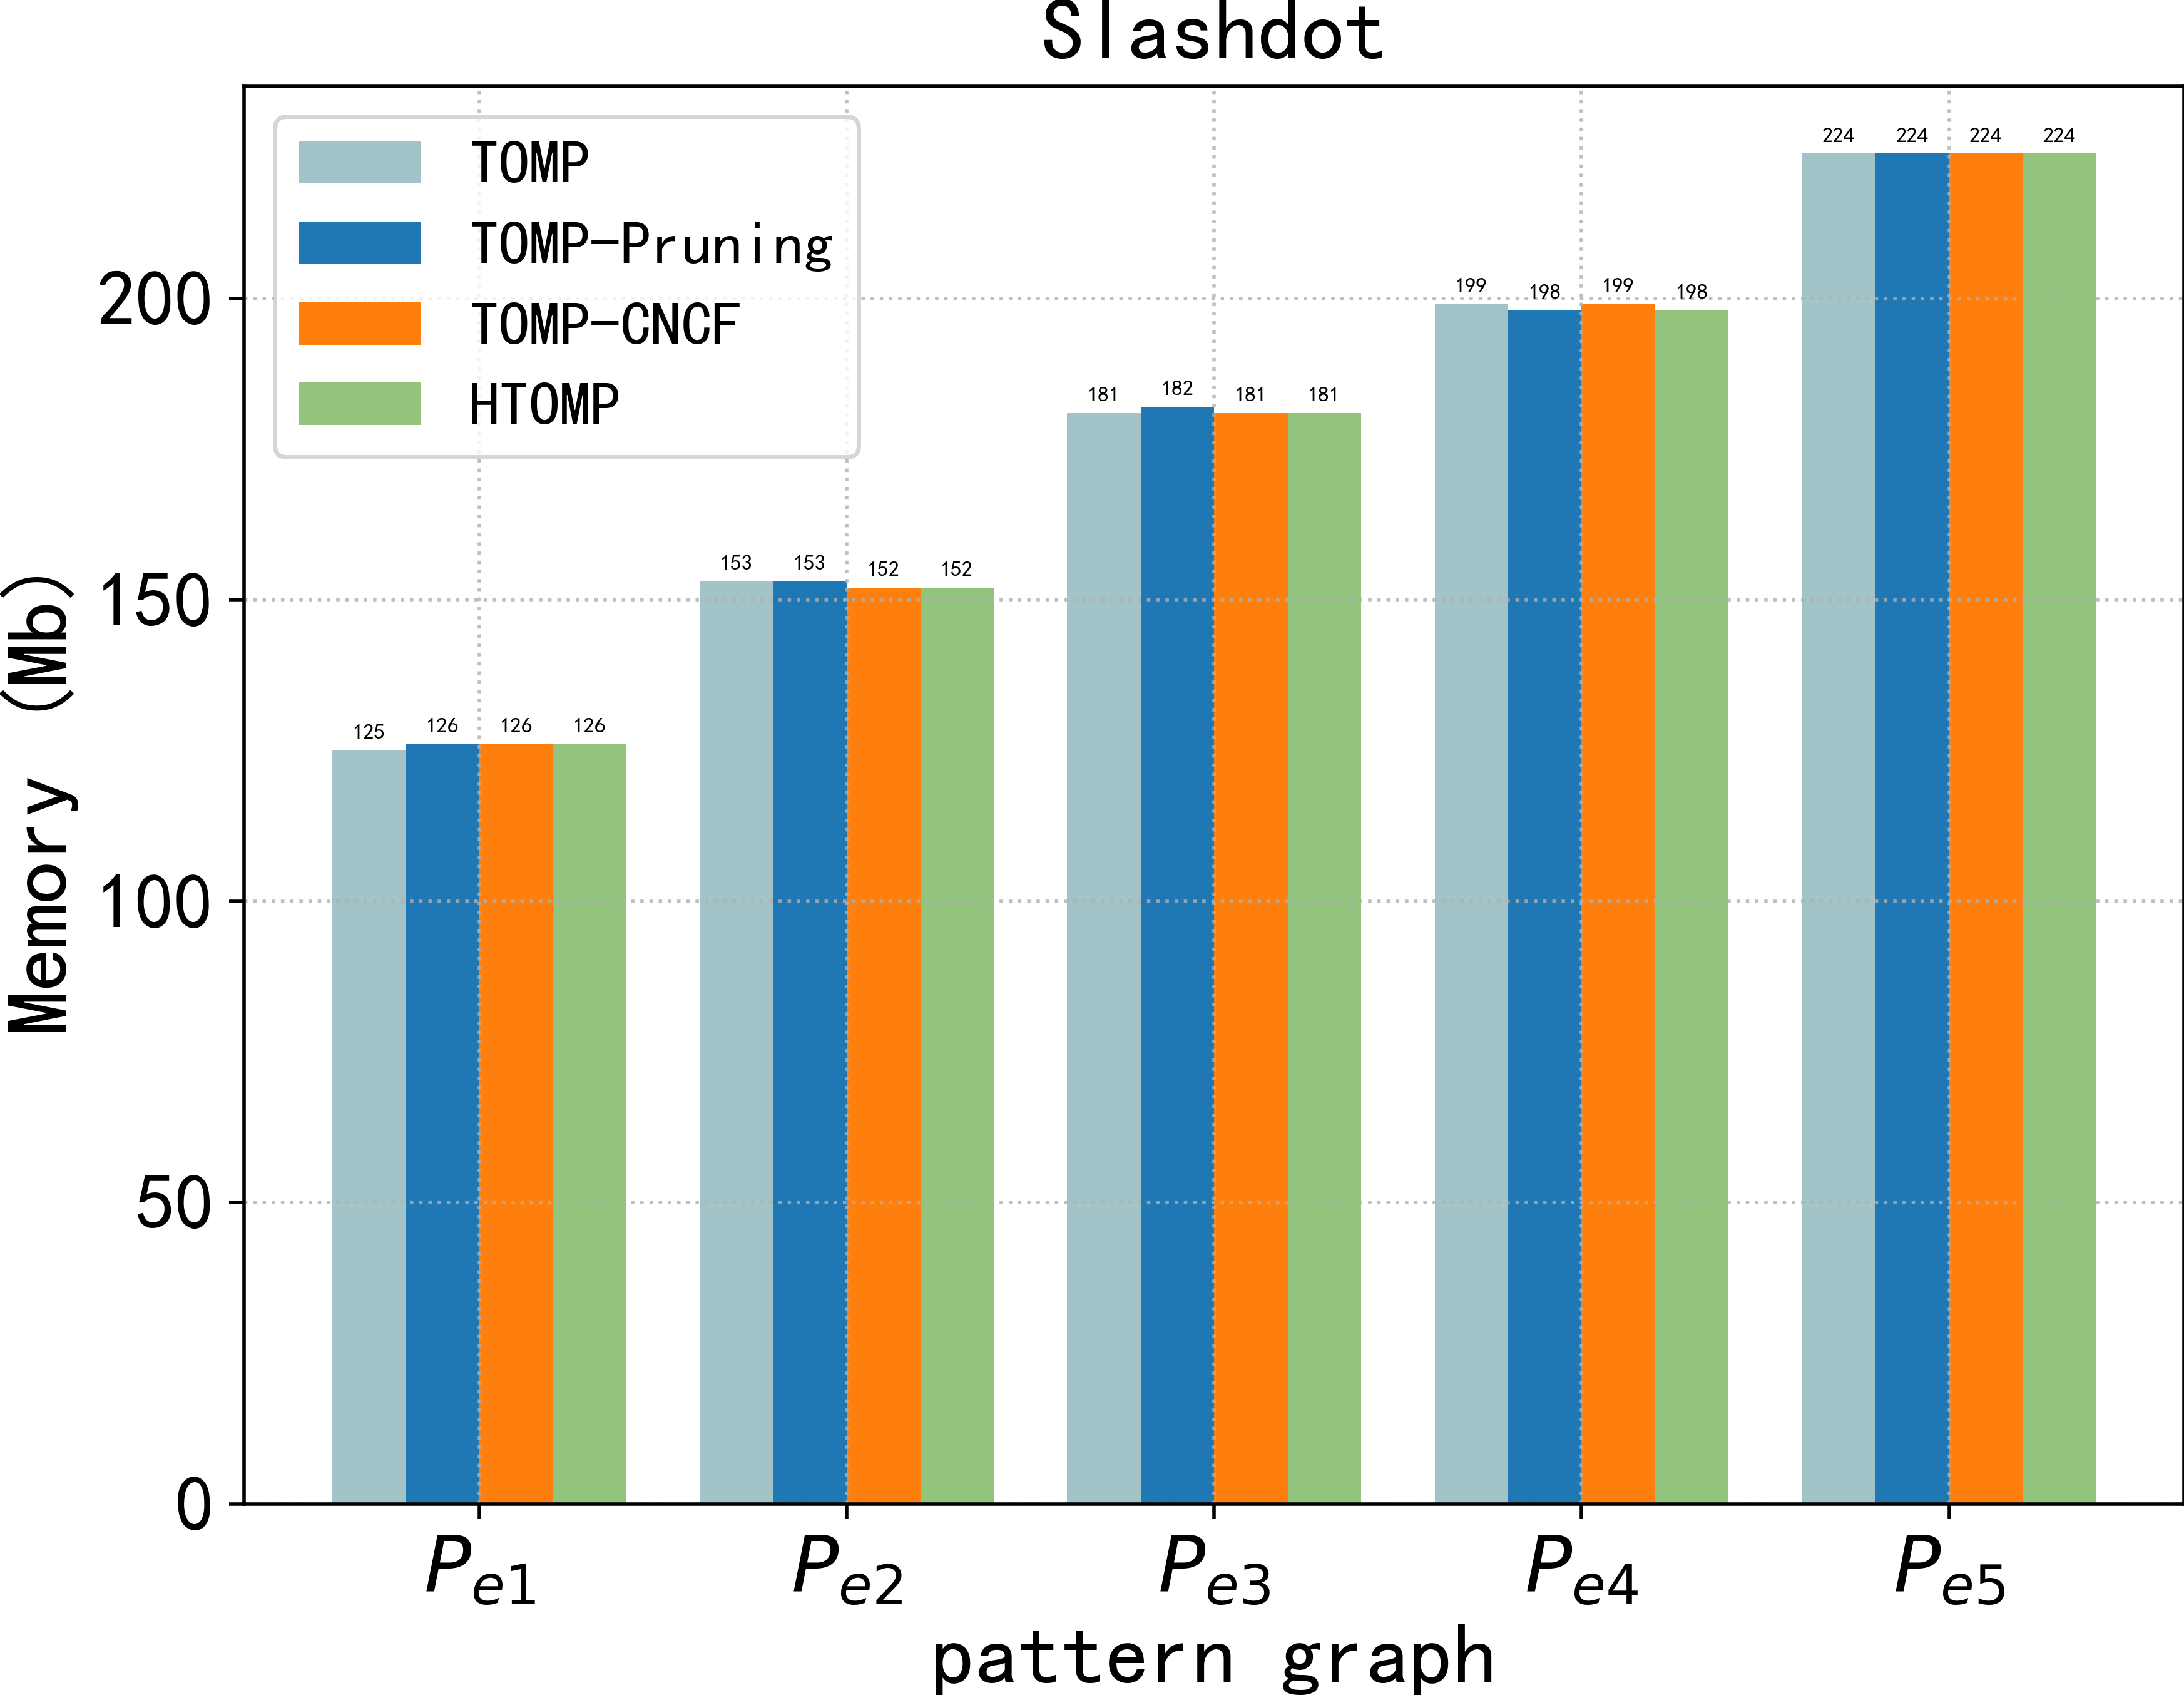 Slashdot
TOMP
TOMP-Pruning
TOMP-CNCF
HTOMP
Memory (Mb)
200
150
100
50
0
125 126 126 126
153 153 152 152
181 182 181 181
199 198 199 198
224 224 224 224
Pe1 Pe2 Pe3 Pe4 Pe5
pattern graph